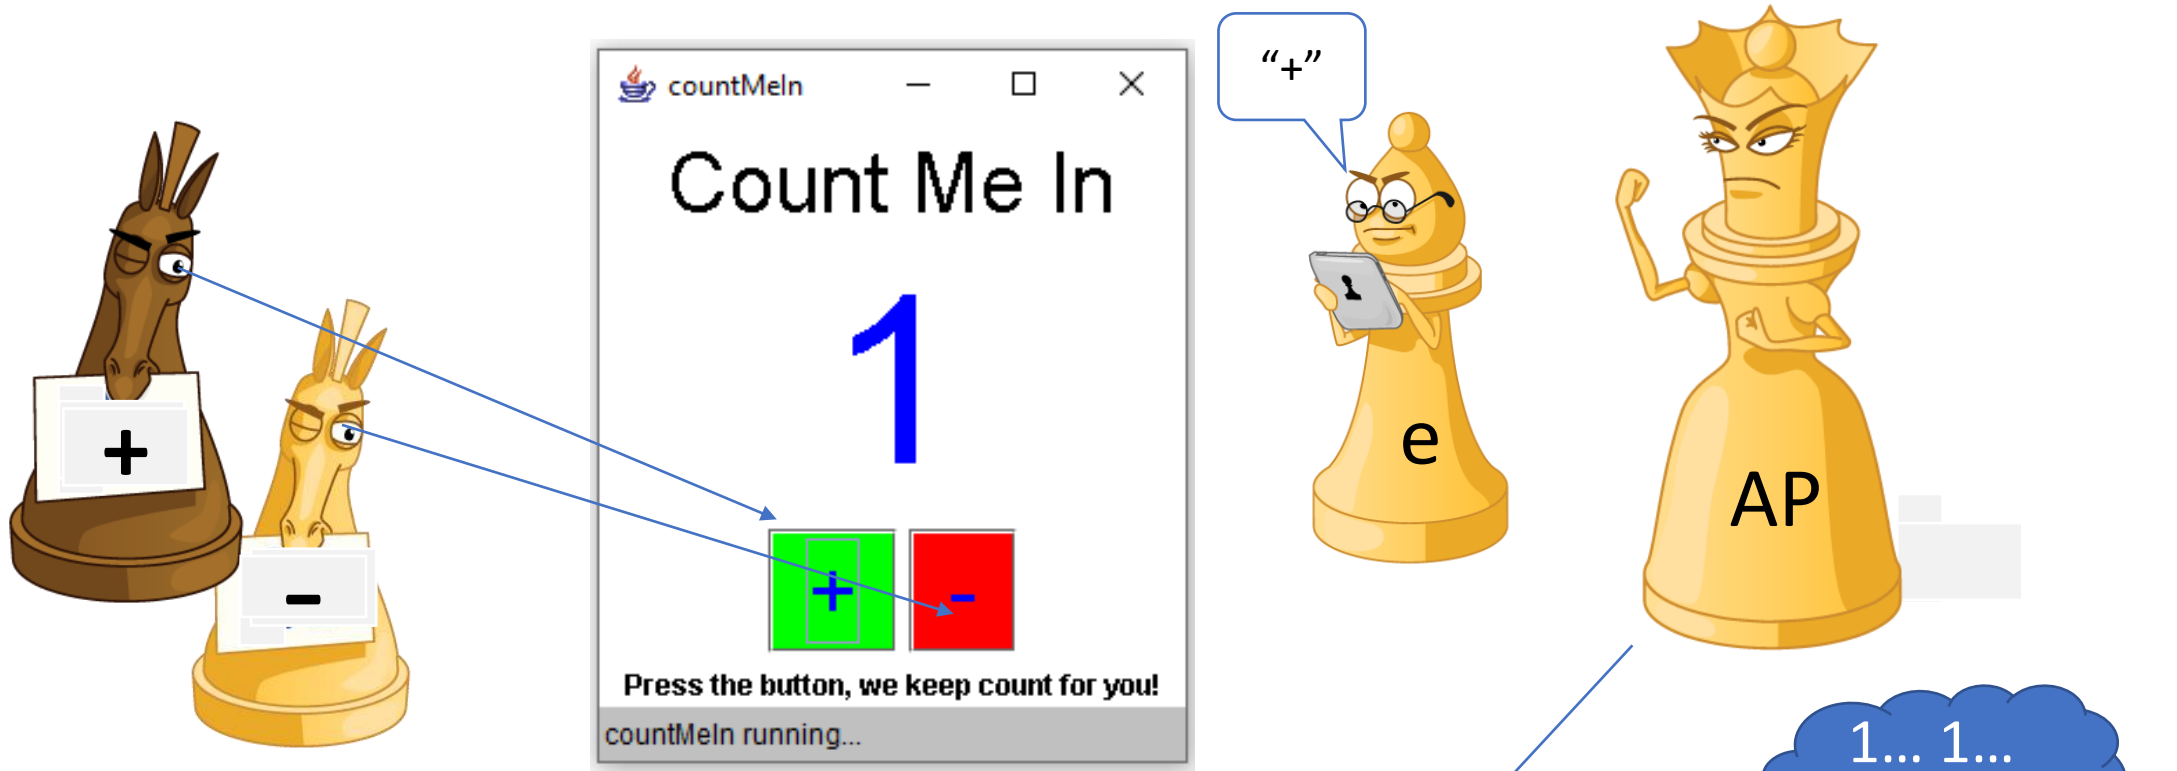 “+”
countMeIn
Count Me In
1
+
-
+ -
e
AP
Press the button, we keep count for you!
countMeIn running...
1... 1...